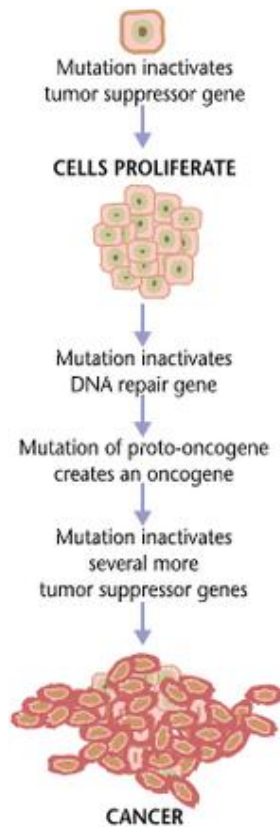 Mutation inactivates
tumor suppressor gene
CELLS PROLIFERATE
Mutation inactivates
DNA repair gene
Mutation of proto-oncogene
creates an oncogene
Mutation inactivates
several more
tumor suppressor genes
CANCER